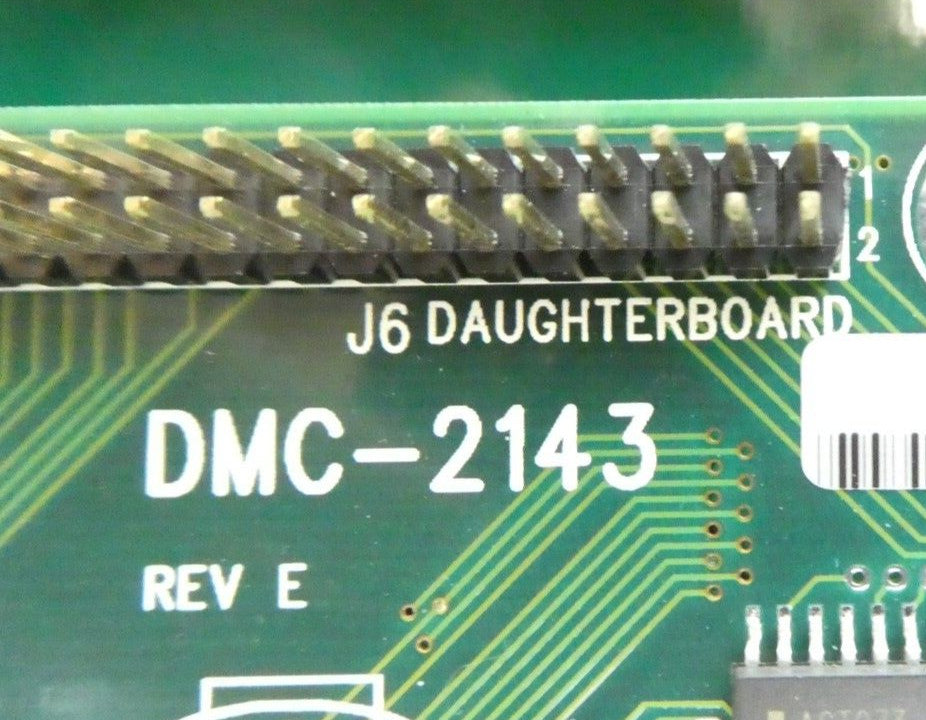 1
2
J6 DAUGHTERBOARD
DMC-2143
REV E